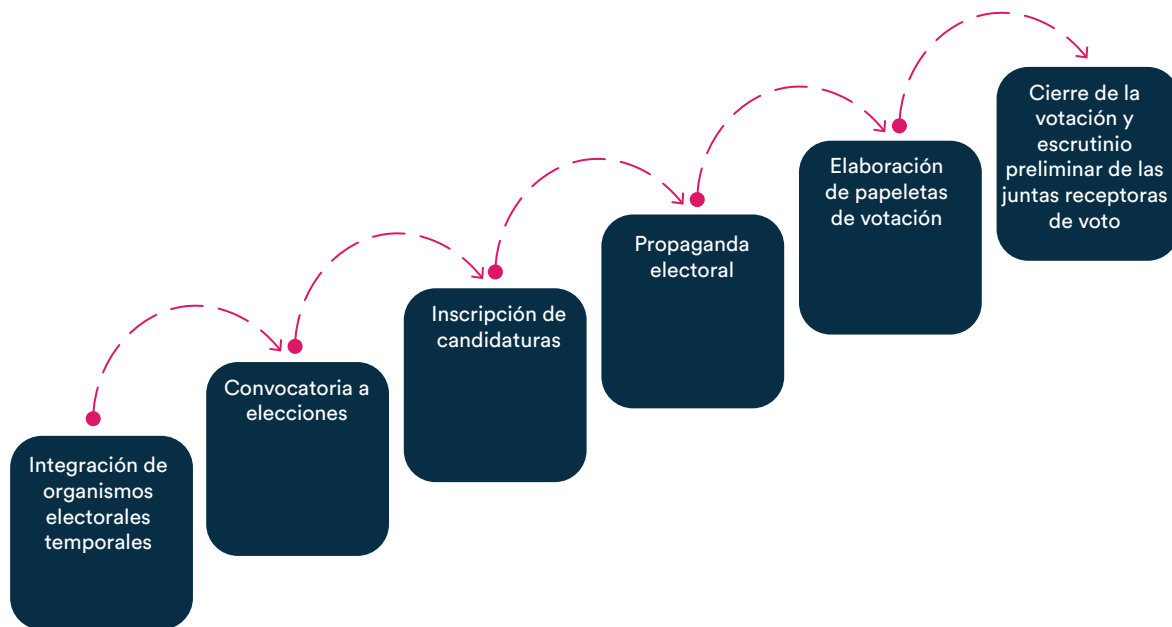 Integración de
organismos
electorales
temporales
Convocatoria a
elecciones
Inscripción de
candidaturas
Propaganda
electoral
Elaboración
de papeletas
de votación
Cierre de la
votación y
escrutinio
preliminar de las
juntas receptoras
de voto